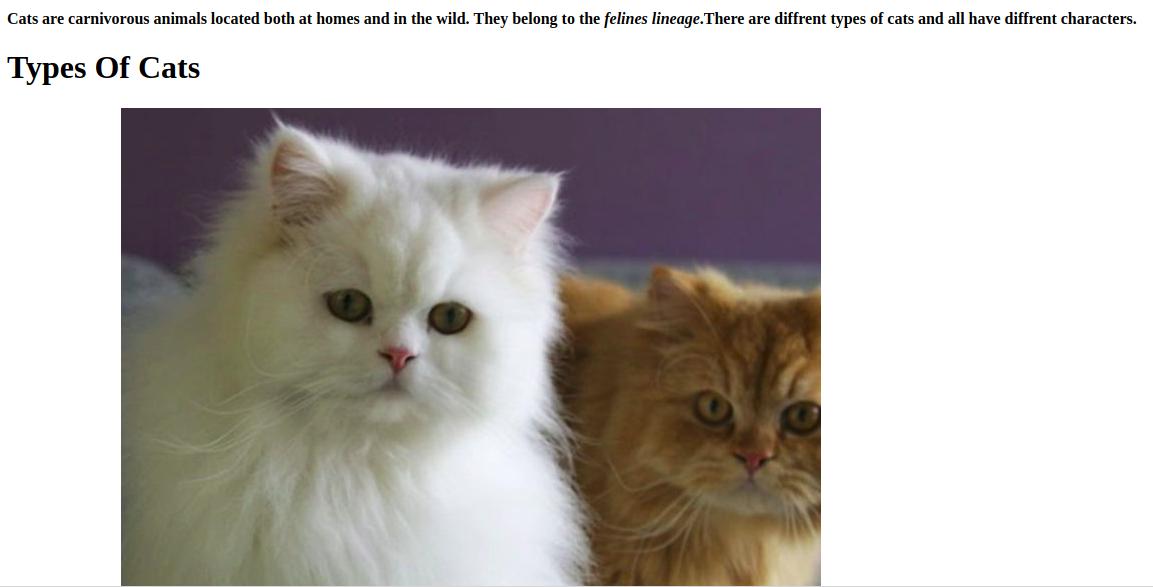 Cats are carnivorous animals located both at homes and in the wild. They belong to the felines lineage.There are diffrent types of cats and all have diffrent characters.
Types Of Cats